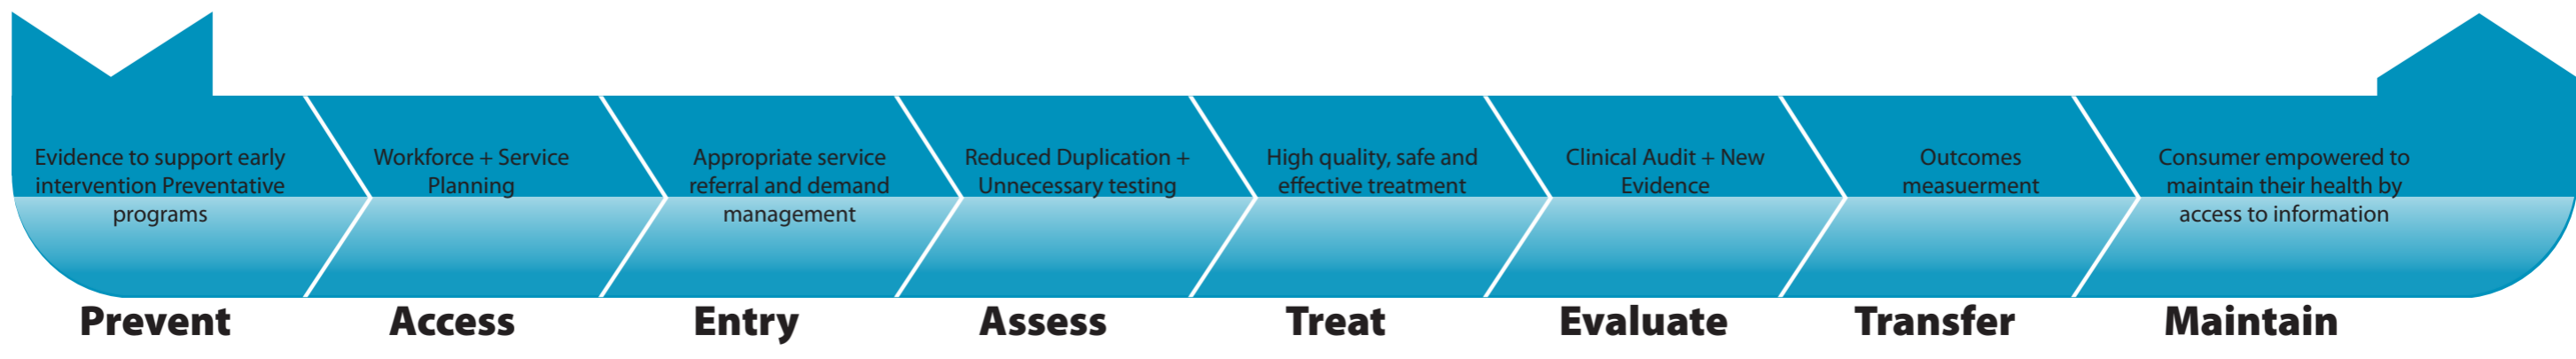 Evidence to support early
intervention Preventative
programs
Workforce + Service
Planning
Appropriate service
referral and demand
management
Reduced Duplication +
Unnecessary testing
High quality, safe and
effective treatment
Clinical Audit + New
Evidence
Outcomes
measuerment
Consumer empowered to
maintain their health by
access to information
Prevent
Access
Entry
Assess
Treat
Evaluate
Transfer
Maintain